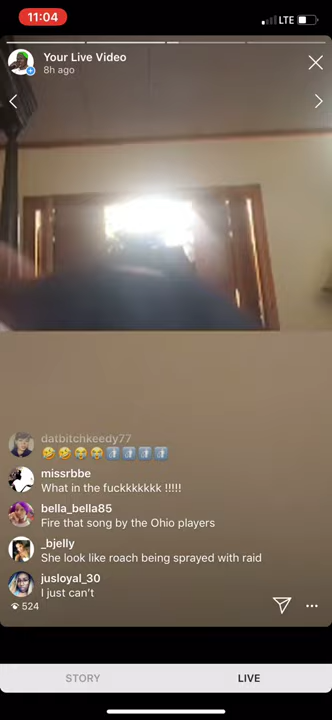 11:04
LTE
Your Live Video
8h ago
datbitchkeedy77
🤣🤣😭😭
missrbbe
What in the fuckkkkkkk !!!!!
bella_bella85
Fire that song by the Ohio players
_bjelly
She look like roach being sprayed with raid
jusloyal_30
I just can't
524
STORY
LIVE